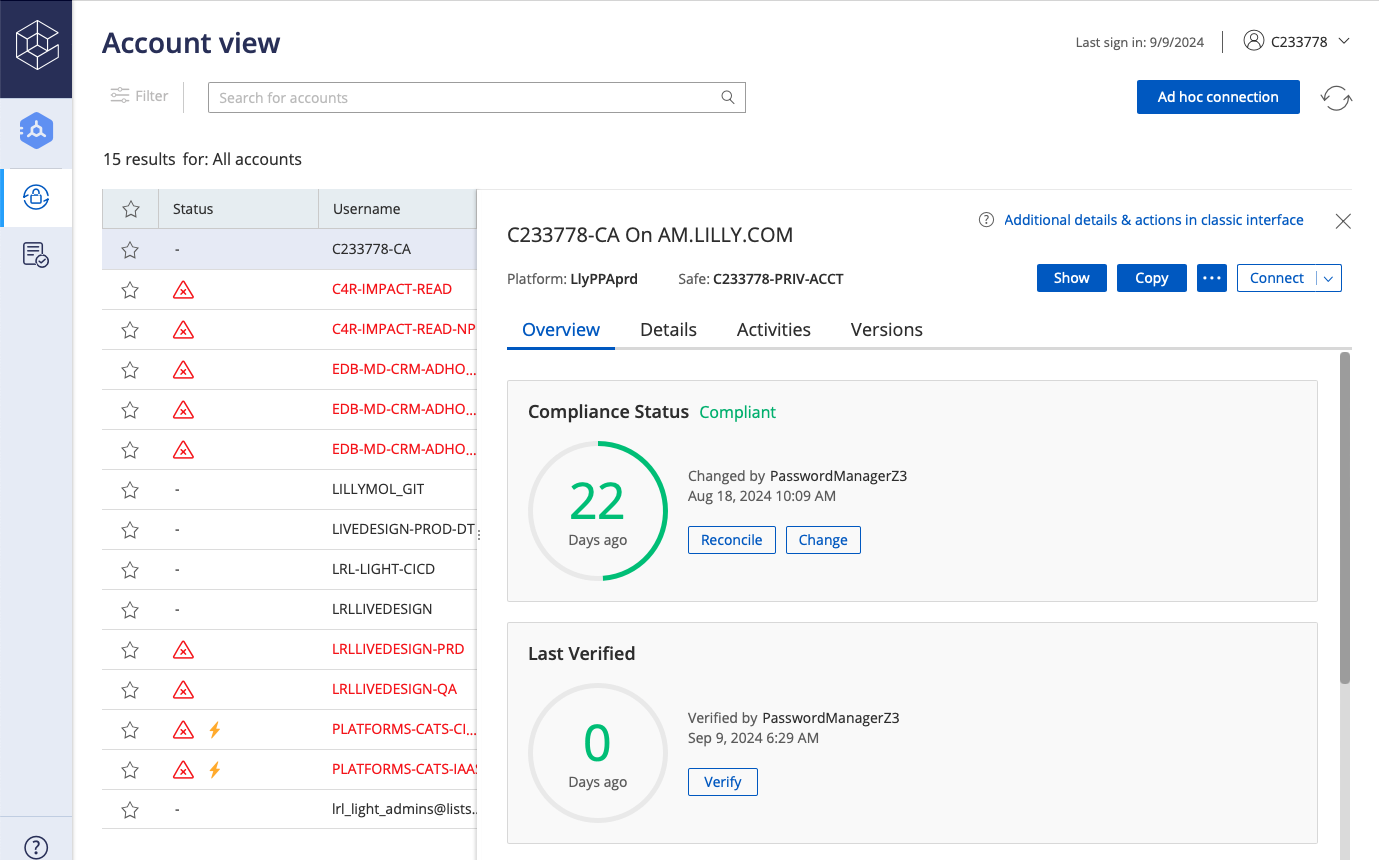 Account view
Last sign in: 9/9/2024
C233778
Filter
Search for accounts
Ad hoc connection
15 results for: All accounts
Status Username
- C233778-CA
C4R-IMPACT-READ
C4R-IMPACT-READ-NP
EDB-MD-CRM-ADHO...
EDB-MD-CRM-ADHO...
EDB-MD-CRM-ADHO...
- LILLYMOL_GIT
- LIVEDESIGN-PROD-DT
- LRL-LIGHT-CICD
- LRLLIVEDESIGN
LRLLIVEDESIGN-PRD
LRLLIVEDESIGN-QA
PLATFORMS-CATS-CI...
PLATFORMS-CATS-IAAS
- lrl_light_admins@lists...
? Additional details & actions in classic interface
C233778-CA On AM.LILLY.COM
Platform: LlyPPAprd Safe: C233778-PRIV-ACCT
Show Copy ... Connect
Overview Details Activities Versions
Compliance Status Compliant
22
Days ago
Changed by PasswordManagerZ3
Aug 18, 2024 10:09 AM
Reconcile Change
Last Verified
0
Days ago
Verified by PasswordManagerZ3
Sep 9, 2024 6:29 AM
Verify
?